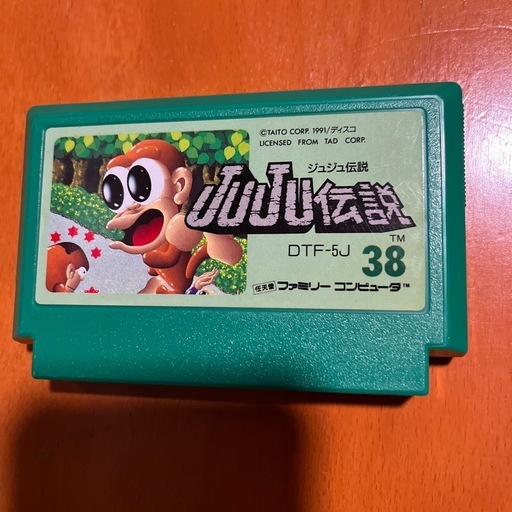 ©TAITO CORP. 1991/ディスコ
LICENSED FROM TAD CORP.
ジュジュ伝説
JUJU伝説
TM
DTF-5J 38
任天堂 ファミリー コンピュータ™